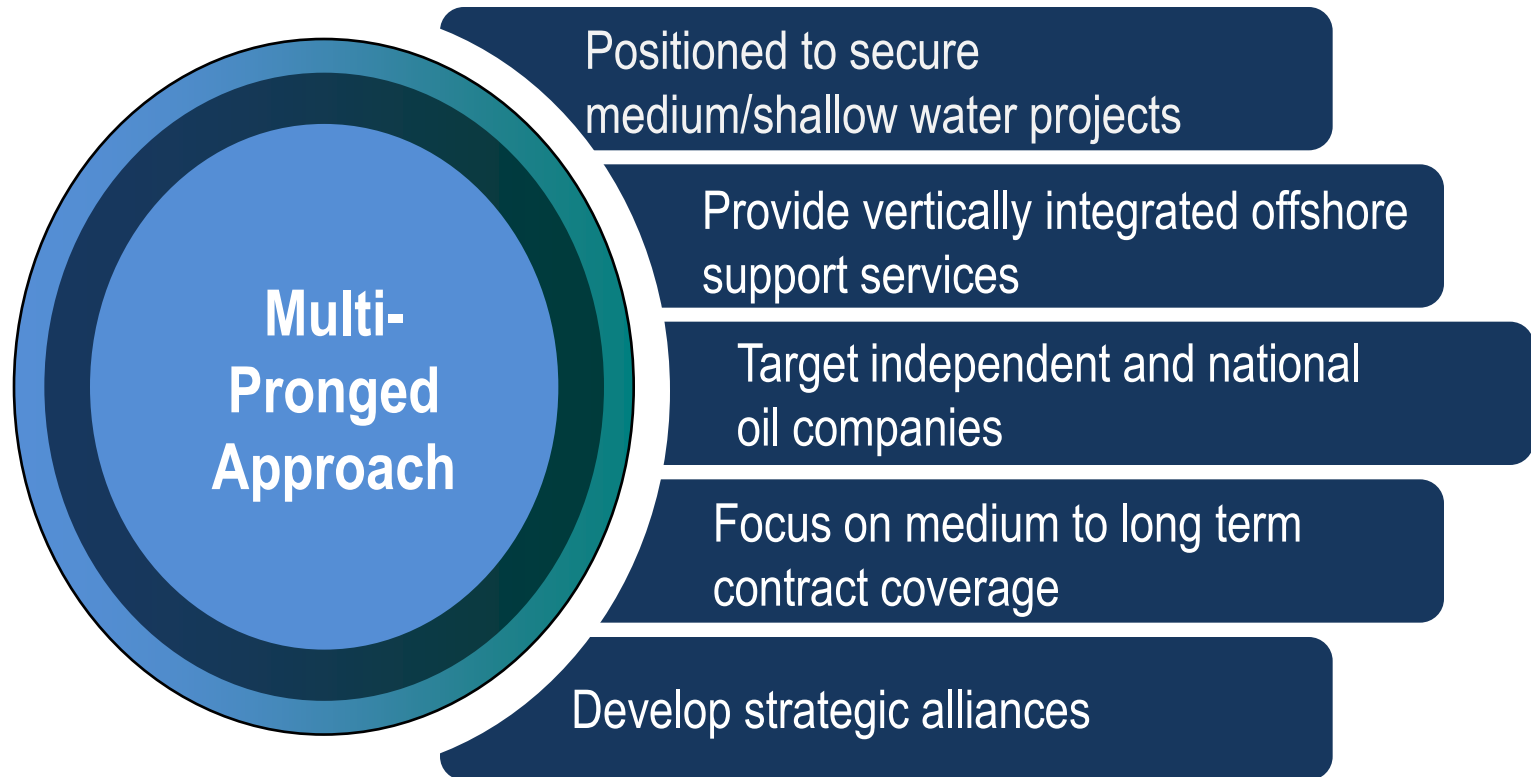 Multi-
Pronged
Approach
Positioned to secure
medium/shallow water projects
Provide vertically integrated offshore
support services
Target independent and national
oil companies
Focus on medium to long term
contract coverage
Develop strategic alliances